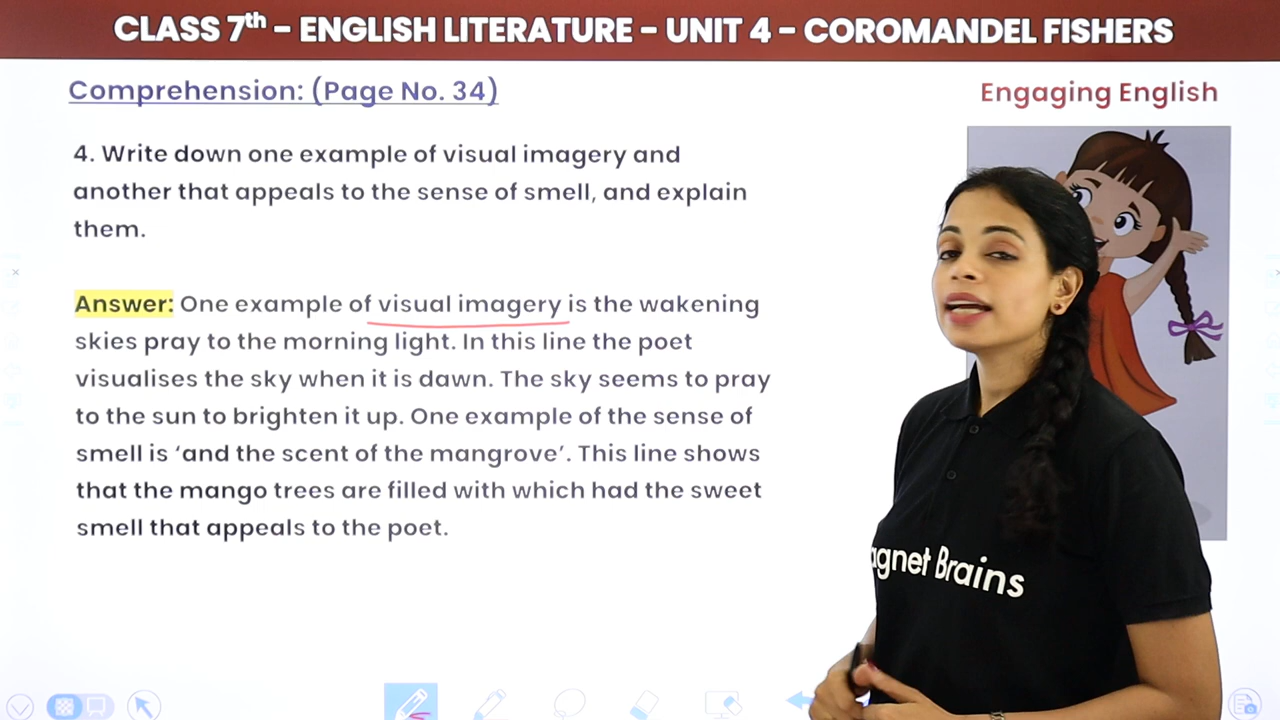 CLASS 7th - ENGLISH LITERATURE - UNIT 4 - COROMANDEL FISHERS
Comprehension: (Page No. 34)
Engaging English
4. Write down one example of visual imagery and
another that appeals to the sense of smell, and explain
them.
Answer: One example of visual imagery is the wakening
skies pray to the morning light. In this line the poet
visualises the sky when it is dawn. The sky seems to pray
to the sun to brighten it up. One example of the sense of
smell is ‘and the scent of the mangrove’. This line shows
that the mango trees are filled with which had the sweet
smell that appeals to the poet.
agnet Brains